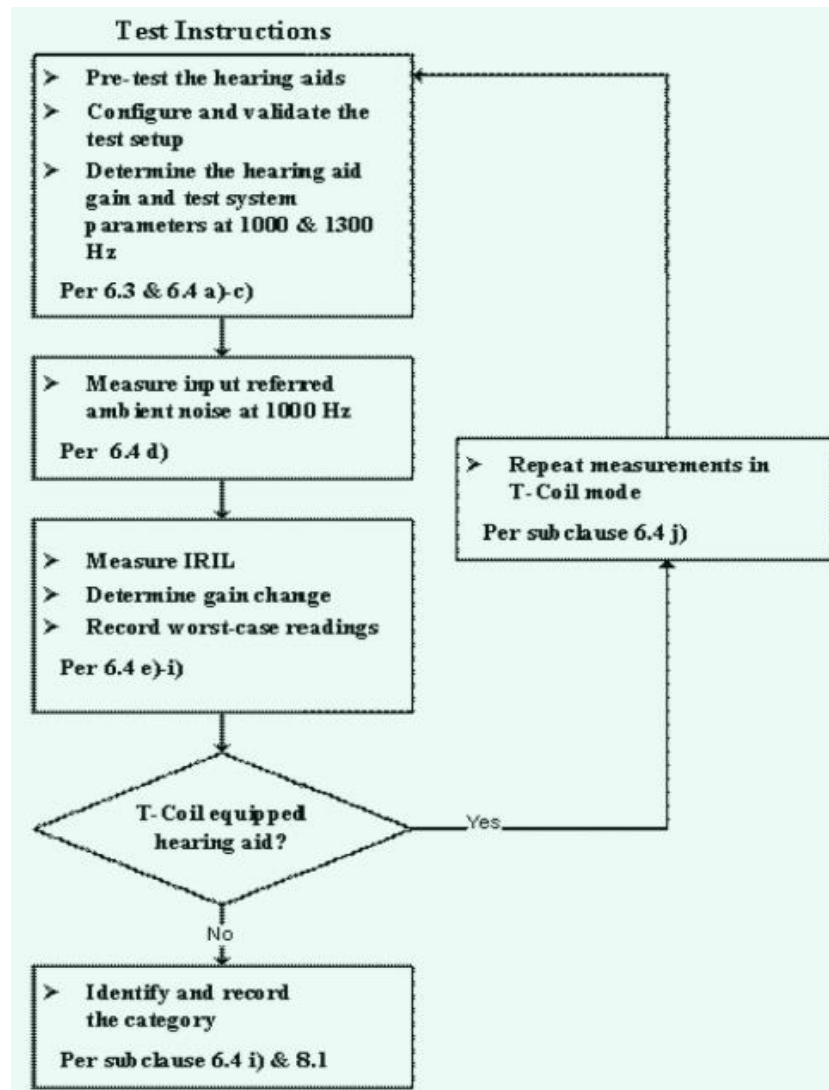 Test Instructions
➢ Pre-test the hearing aids
➢ Configure and validate the
test setup
➢ Determine the hearing aid
gain and test system
parameters at 1000 & 1300
Hz
Per 6.3 & 6.4 a)-c)
➢ Measure input referred
ambient noise at 1000 Hz
Per 6.4 d)
➢ Repeat measurements in
T-Coil mode
Per subclause 6.4 j)
➢ Measure IRIL
➢ Determine gain change
➢ Record worst-case readings
Per 6.4 e)-i)
T-Coil equipped
hearing aid?
Yes
No
➢ Identify and record
the category
Per subclause 6.4 i) & 8.1